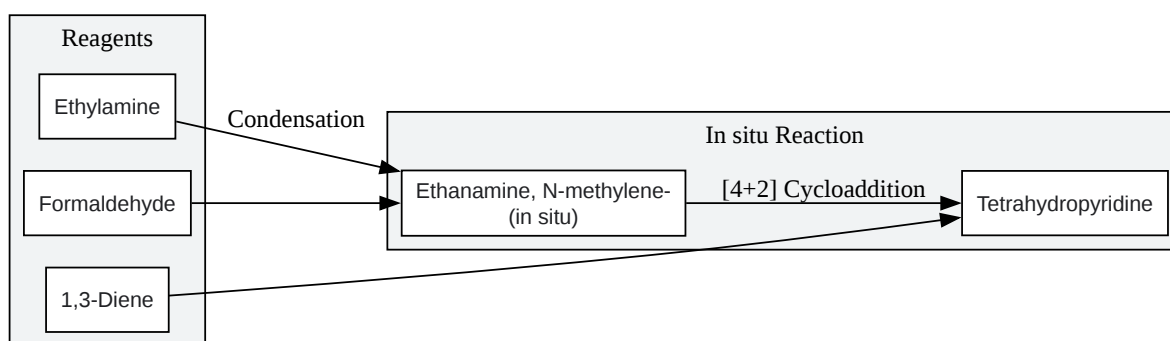 Reagents
Ethylamine
Condensation
In situ Reaction
Formaldehyde
Ethanamine, N-methylene-
(in situ)
[4+2] Cycloaddition
Tetrahydropyridine
1,3-Diene